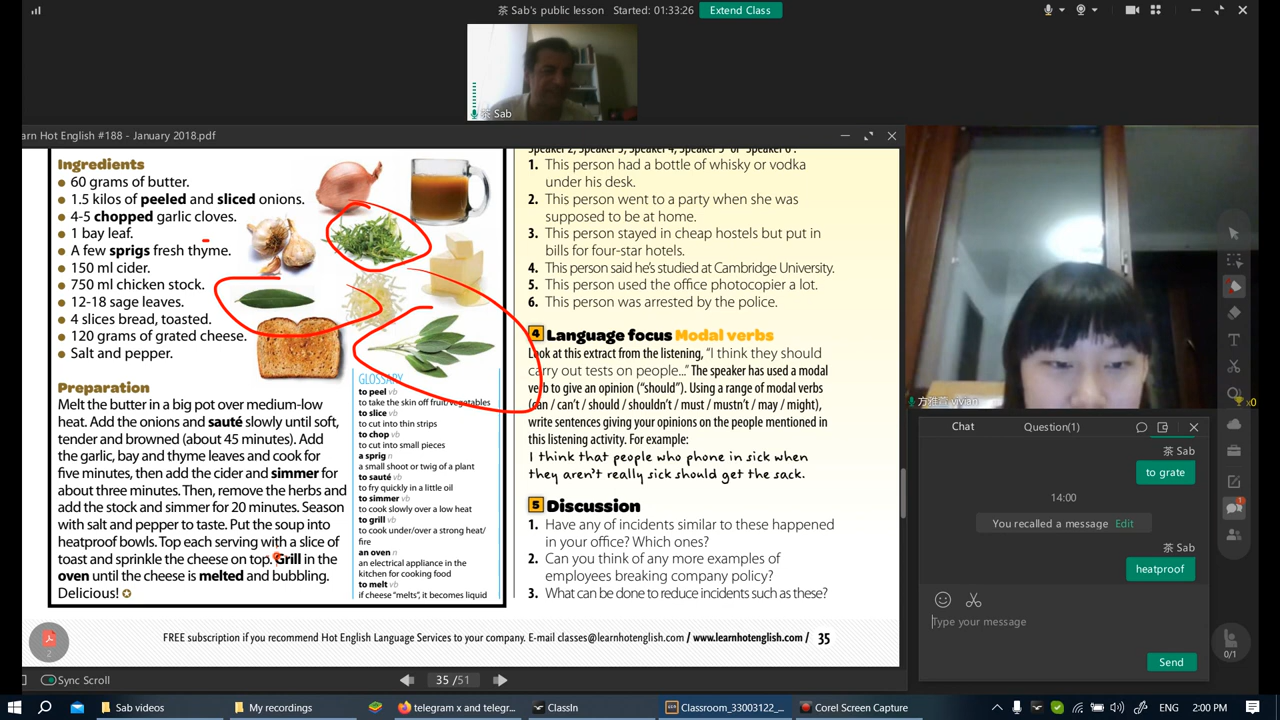 茶 Sab's public lesson Started: 01:33:26 Extend Class
茶 Sab
arn Hot English #188 - January 2018.pdf
Ingredients
60 grams of butter.
1.5 kilos of peeled and sliced onions.
4-5 chopped garlic cloves.
1 bay leaf.
A few sprigs fresh thyme.
150 ml cider.
750 ml chicken stock.
12-18 sage leaves.
4 slices bread, toasted.
120 grams of grated cheese.
Salt and pepper.
Preparation
Melt the butter in a big pot over medium-low
heat. Add the onions and sauté slowly until soft,
tender and browned (about 45 minutes). Add
the garlic, bay and thyme leaves and cook for
five minutes, then add the cider and simmer for
about three minutes. Then, remove the herbs and
add the stock and simmer for 20 minutes. Season
with salt and pepper to taste. Put the soup into
heatproof bowls. Top each serving with a slice of
toast and sprinkle the cheese on top. Grill in the
oven until the cheese is melted and bubbling.
Delicious!
GLOSSARY
to peel vb
to take the skin off fruit/vegetables
to slice vb
to cut into thin strips
to chop vb
to cut into small pieces
a sprig n
a small shoot or twig of a plant
to sauté vb
to fry quickly in a little oil
to simmer vb
to cook slowly over a low heat
to grill vb
to cook under/over a strong heat/
fire
an oven n
an electrical appliance in the
kitchen for cooking food
to melt vb
if cheese "melts", it becomes liquid
Speaker 2, Speaker 3, Speaker 4, Speaker 5 or Speaker 6?
1. This person had a bottle of whisky or vodka
under his desk.
2. This person went to a party when she was
supposed to be at home.
3. This person stayed in cheap hostels but put in
bills for four-star hotels.
4. This person said he's studied at Cambridge University.
5. This person used the office photocopier a lot.
6. This person was arrested by the police.
4 Language focus Modal verbs
Look at this extract from the listening, "I think they should
carry out tests on people..." The speaker has used a modal
verb to give an opinion ("should"). Using a range of modal verbs
(can / can't / should / shouldn't / must / mustn't / may / might),
write sentences giving your opinions on the people mentioned in
this listening activity. For example:
I think that people who phone in sick when
they aren't really sick should get the sack.
5 Discussion
1. Have any of incidents similar to these happened
in your office? Which ones?
2. Can you think of any more examples of
employees breaking company policy?
3. What can be done to reduce incidents such as these?
FREE subscription if you recommend Hot English Language Services to your company. E-mail classes@learnhotenglish.com / www.learnhotenglish.com / 35
2
Sync Scroll
35 /51
vivian
x0
Chat Question(1)
茶 Sab
to grate
14:00
You recalled a message Edit
茶 Sab
heatproof
Type your message
Send
1
0/1
Sab videos
My recordings
telegram x and telegr...
ClassIn
Classroom_33003122_...
Corel Screen Capture
2:00 PM